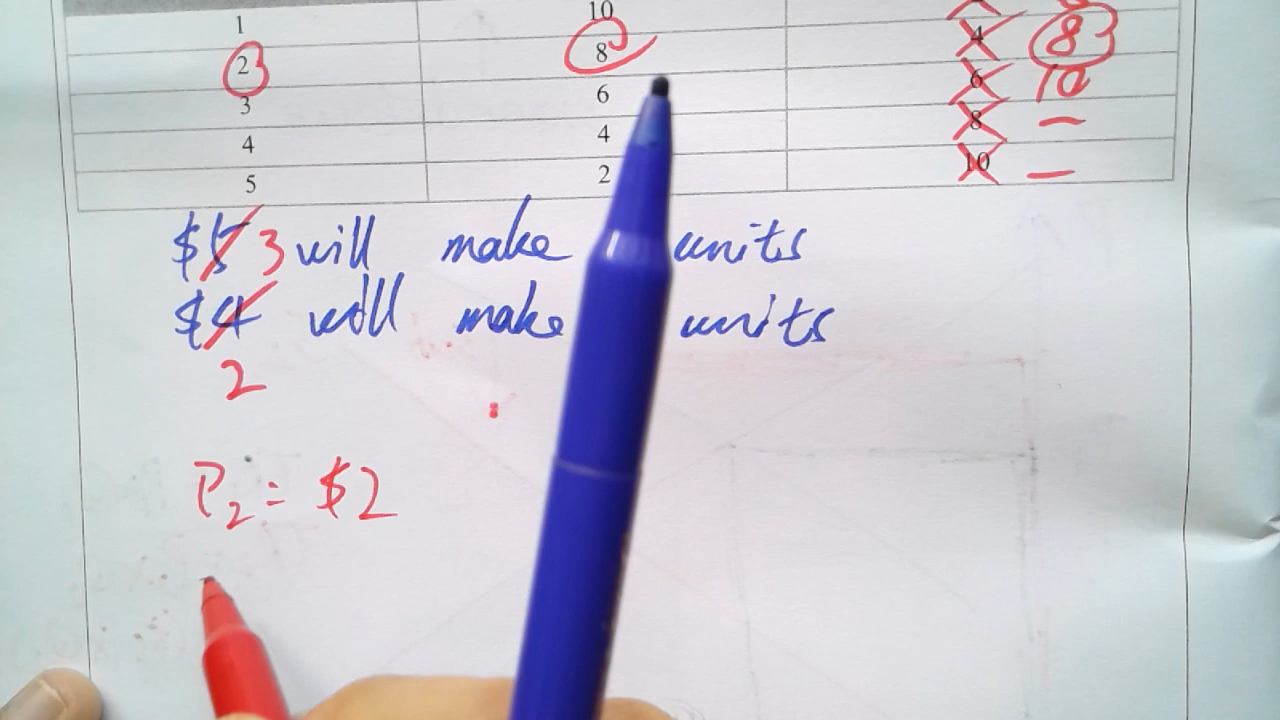 1 10
2 8 4 8
3 6 6 10
4 4 8 –
5 2 10 –
$5 3 will make units
$4 will make units
2
P2 = $2